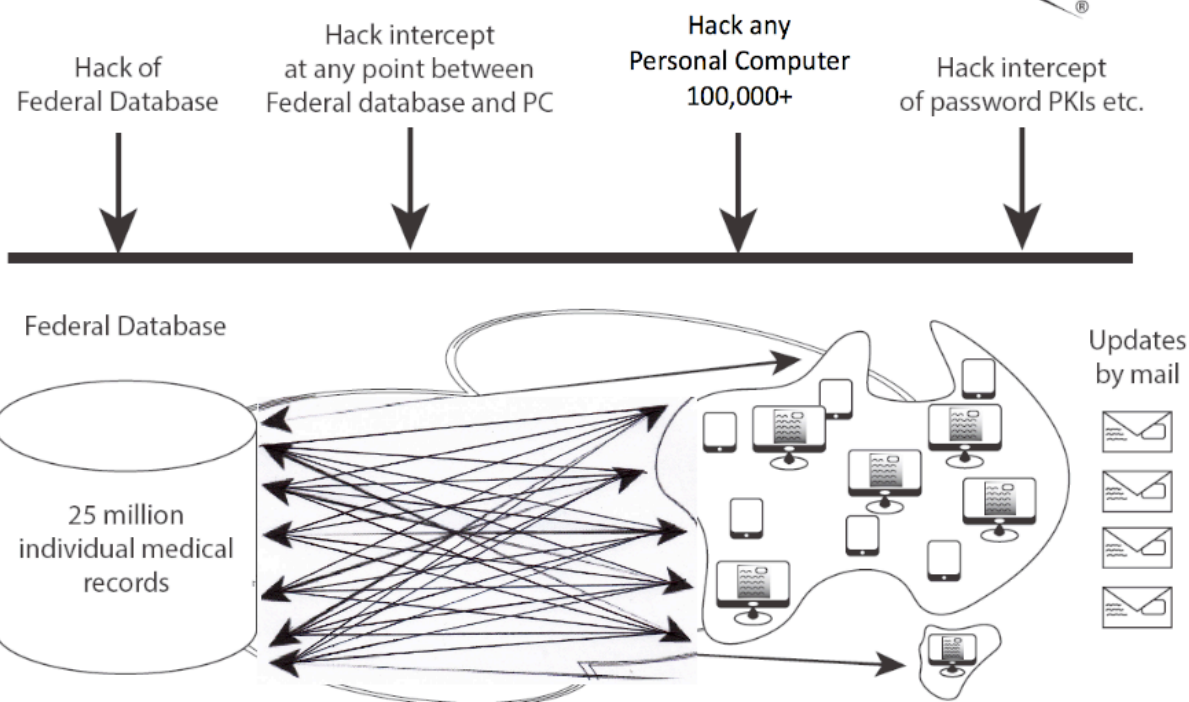 ®
Hack of
Federal Database
Hack intercept
at any point between
Federal database and PC
Hack any
Personal Computer
100,000+
Hack intercept
of password PKIs etc.
Federal Database
25 million
individual medical
records
Updates
by mail